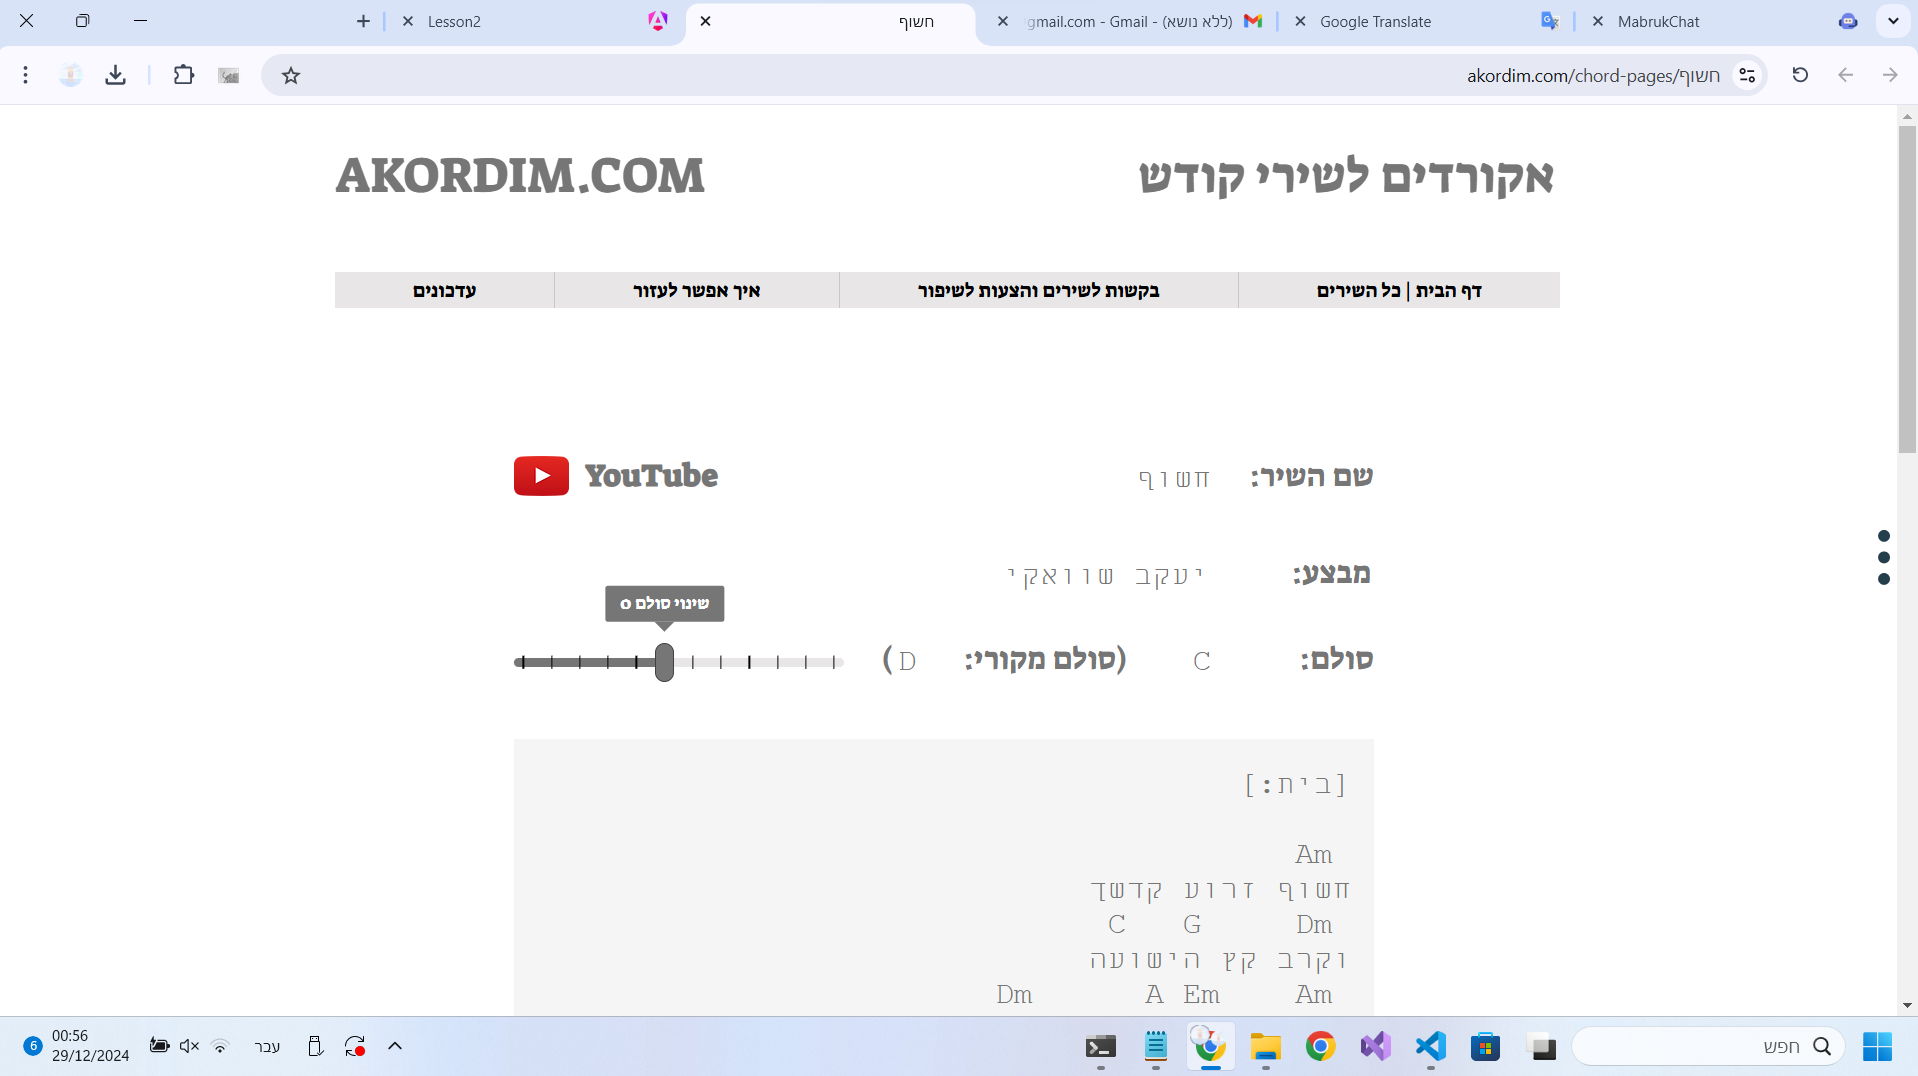 Lesson2
חשוף
gmail.com - Gmail - (ללא נושא)
Google Translate
MabrukChat
akordim.com/chord-pages/חשוף
AKORDIM.COM
אקורדים לשירי קודש
דף הבית | כל השירים
בקשות לשירים והצעות לשיפור
איך אפשר לעזור
עדכונים
שם השיר: חשוף
YouTube
מבצע: יעקב שוואקי
שינוי סולם 0
סולם: C (סולם מקורי: D)
[בית:]
Am
חשוף זרוע קדשך
C G Dm
וקרב קץ הישועה
Dm A Em Am
6
00:56
29/12/2024
עבר
חפש